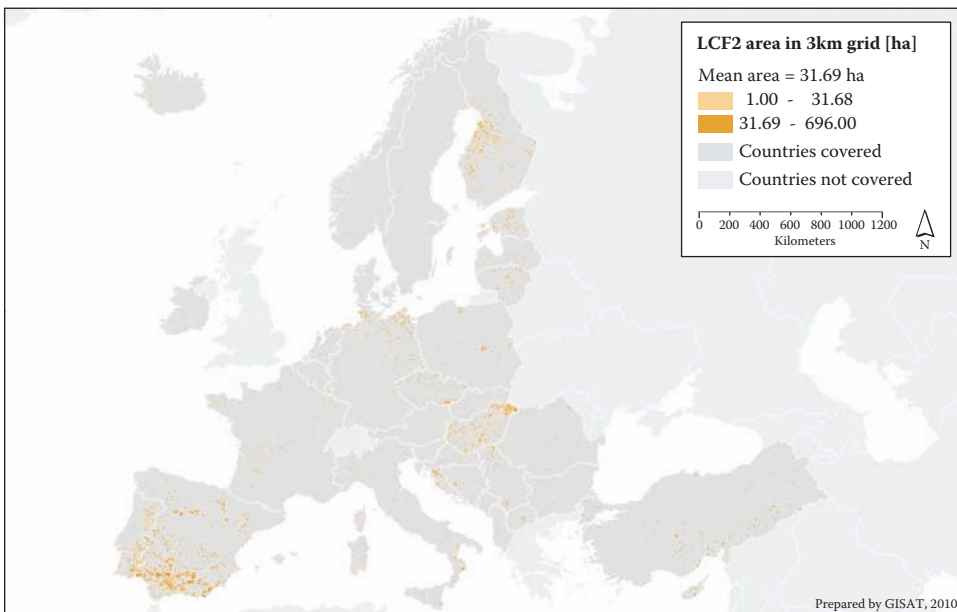 LCF2 area in 3km grid [ha]
Mean area = 31.69 ha
1.00 - 31.68
31.69 - 696.00
Countries covered
Countries not covered
0 200 400 600 800 1000 1200
Kilometers
N
Prepared by GISAT, 2010